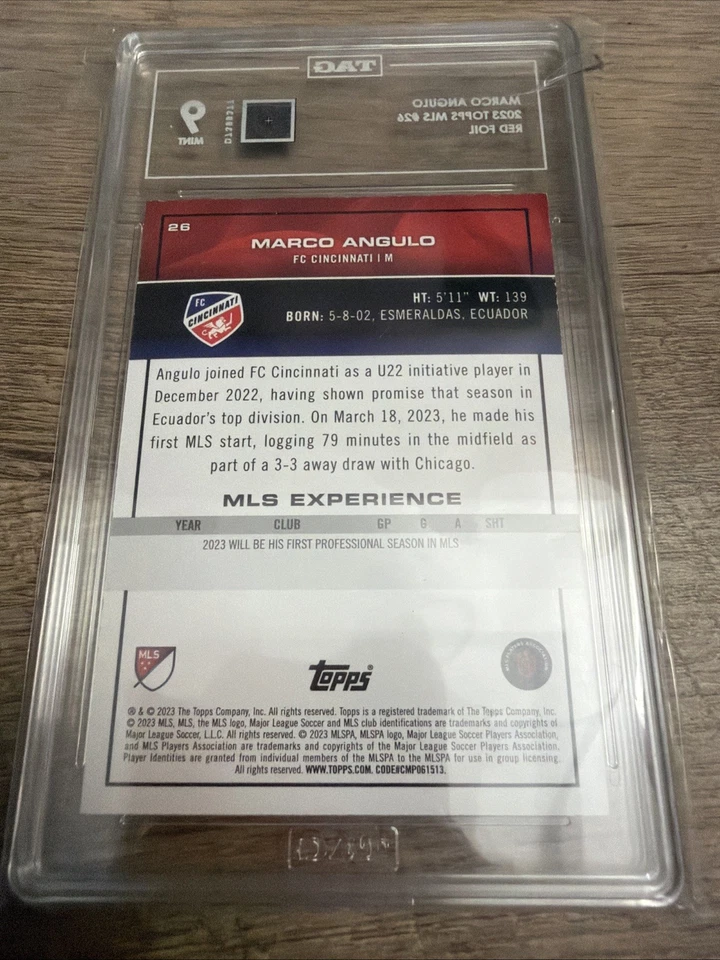 TAG
MARCO ANGULO
2023 TOPPS MLS #26
RED FOIL
9
MINT
26
MARCO ANGULO
FC CINCINNATI | M
FC
CINCINNATI
HT: 5'11" WT: 139
BORN: 5-8-02, ESMERALDAS, ECUADOR
Angulo joined FC Cincinnati as a U22 initiative player in
December 2022, having shown promise that season in
Ecuador's top division. On March 18, 2023, he made his
first MLS start, logging 79 minutes in the midfield as
part of a 3-3 away draw with Chicago.
MLS EXPERIENCE
YEAR CLUB GP G A SHT
2023 WILL BE HIS FIRST PROFESSIONAL SEASON IN MLS
MLS
Topps®
® & © 2023 The Topps Company, Inc. All rights reserved. Topps is a registered trademark of The Topps Company, Inc.
© 2023 MLS, MLS, the MLS logo, Major League Soccer and MLS club identifications are trademarks and copyrights of
Major League Soccer, L.L.C. All rights reserved. © 2023 MLSPA, MLSPA logo, Major League Soccer Players Association,
and MLS Players Association are trademarks and copyrights of the Major League Soccer Players Association.
Player Identities are granted from individual members of the MLSPA to the MLSPA for use in group licensing.
All rights reserved. WWW.TOPPS.COM. CODE#CMP061513.